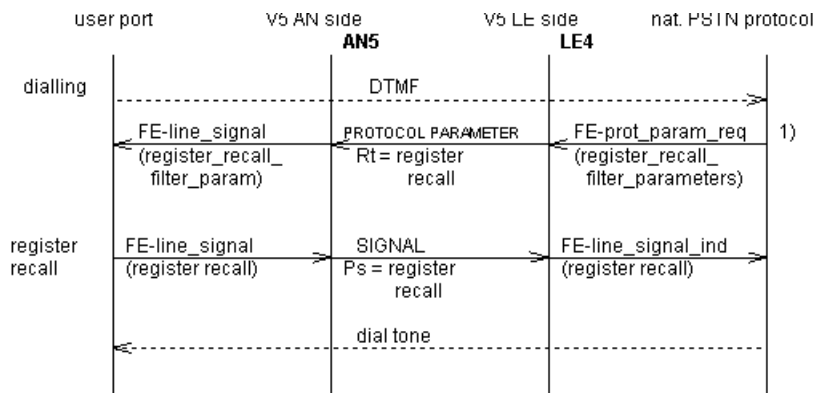 user port V5 AN side V5 LE side nat. PSTN protocol
AN5 LE4
dialling DTMF
FE-line_signal PROTOCOL PARAMETER FE-prot_param_req 1)
(register_recall_ Rt = register (register_recall_
filter_param) recall filter_parameters)
register FE-line_signal SIGNAL FE-line_signal_ind
recall (register recall) Ps = register (register recall)
recall
dial tone